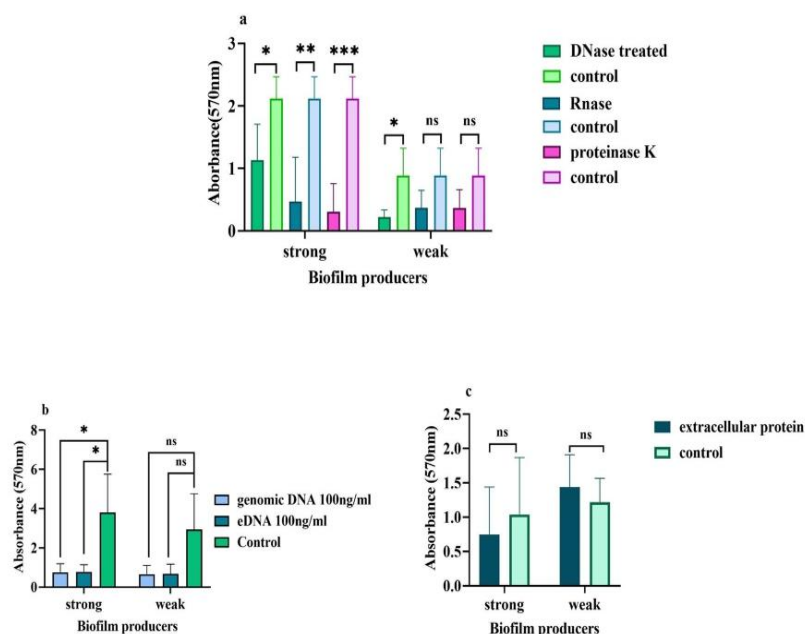 a
* ** ***
* ns ns
3
2
1
0
Absorbance(570nm)
strong weak
Biofilm producers
DNase treated
control
Rnase
control
proteinase K
control
b
8
6
4
2
0
Absorbance (570nm)
*
*
ns
ns
strong weak
Biofilm producers
genomic DNA 100ng/ml
eDNA 100ng/ml
Control
c
2.5
2.0
1.5
1.0
0.5
0.0
Absorbance (570nm)
ns ns
strong weak
Biofilm producers
extracellular protein
control